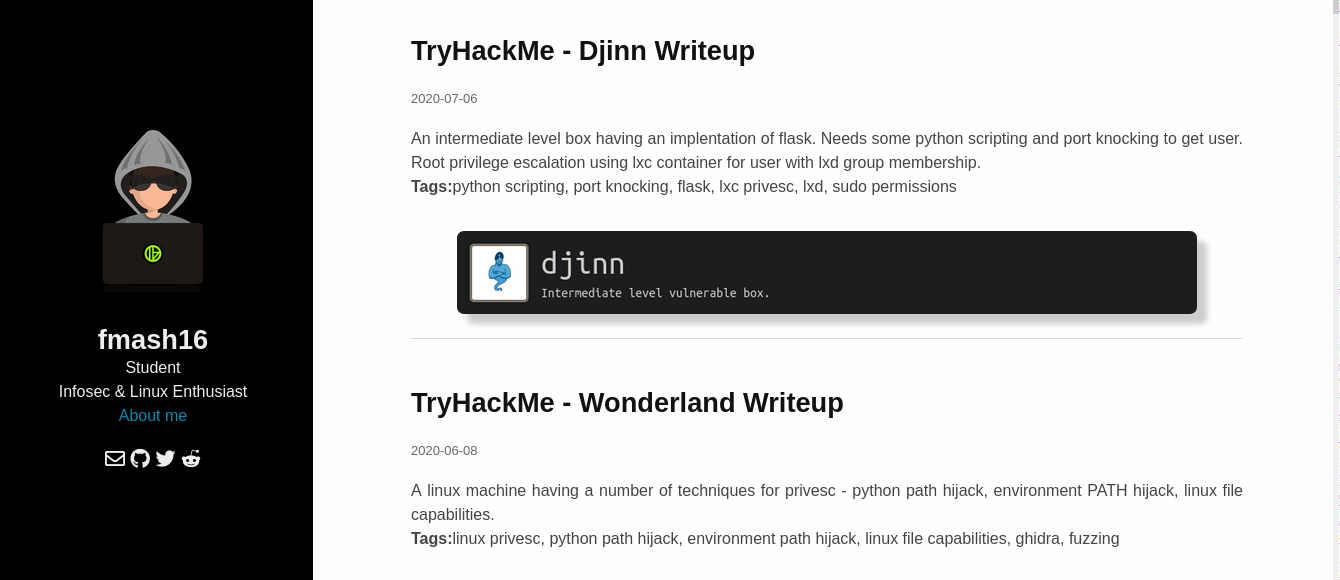 fmash16
Student
Infosec & Linux Enthusiast
About me
TryHackMe - Djinn Writeup
2020-07-06
An intermediate level box having an implentation of flask. Needs some python scripting and port knocking to get user.
Root privilege escalation using lxc container for user with lxd group membership.
Tags:python scripting, port knocking, flask, lxc privesc, lxd, sudo permissions
djinn
Intermediate level vulnerable box.
TryHackMe - Wonderland Writeup
2020-06-08
A linux machine having a number of techniques for privesc - python path hijack, environment PATH hijack, linux file
capabilities.
Tags:linux privesc, python path hijack, environment path hijack, linux file capabilities, ghidra, fuzzing